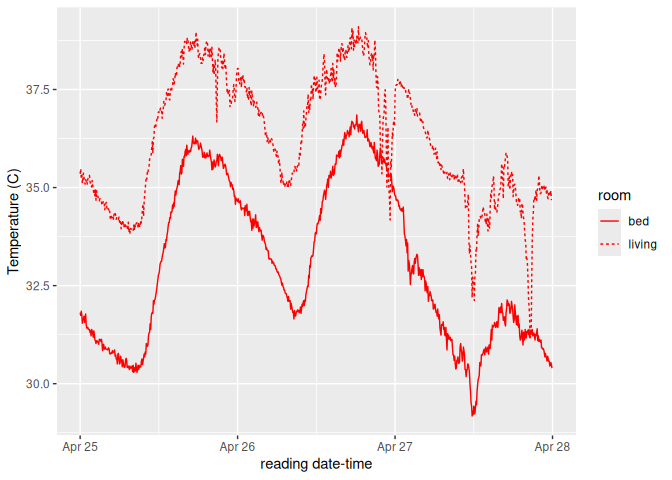 37.5
35.0
32.5
30.0
Temperature (C)
Apr 25
Apr 26
Apr 27
Apr 28
reading date-time
room
bed
living